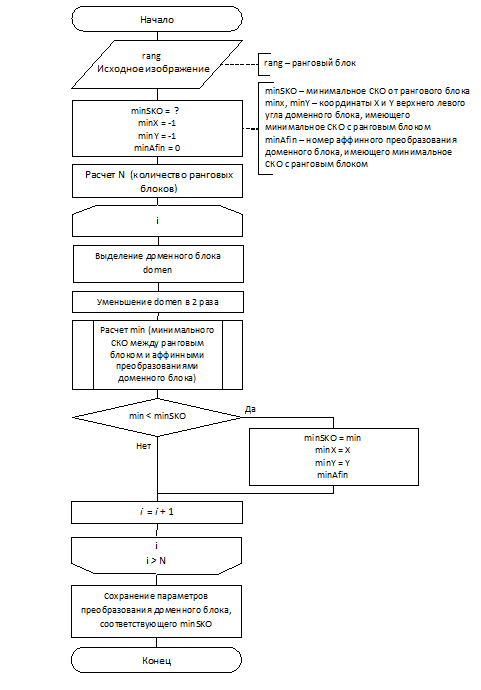 Начало
rang
Исходное изображение
rang – ранговый блок
minSKO = ?
minX = -1
minY = -1
minAfin = 0
minSKO – минимальное СКО от рангового блока
minx, minY – координаты X и Y верхнего левого
угла доменного блока, имеющего
минимальное СКО с ранговым блоком
minAfin – номер аффинного преобразования
доменного блока, имеющего минимальное
СКО с ранговым блоком
Расчет N (количество ранговых
блоков)
i
Выделение доменного блока
domen
Уменьшение domen в 2 раза
Расчет min (минимального
СКО между ранговым
блоком и аффинными
преобразованиями
доменного блока)
min < minSKO
Да
Нет
minSKO = min
minX = X
minY = Y
minAfin
i = i + 1
i
i > N
Сохранение параметров
преобразования доменного блока,
соответствующего minSKO
Конец